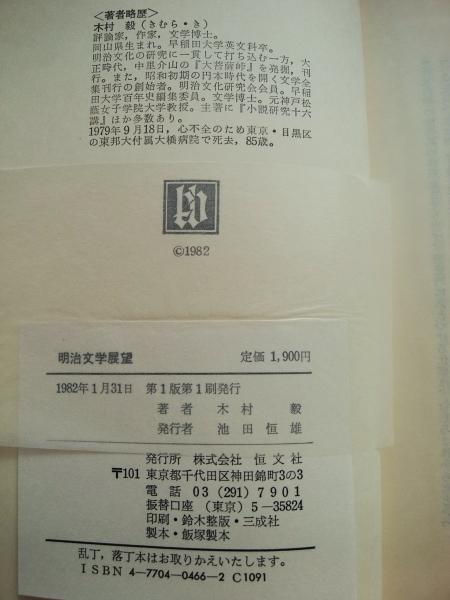 ＜著者略歴＞
木村　毅（きむら・き）
評論家，作家，文学博士。
岡山県生まれ。早稲田大学英文科卒。
明治文化の研究に一貫して打ち込む一方，大
正時代，中里介山の『大菩薩峠』を発掘，刊
行。また，昭和初期の円本時代を開く文学全
集刊行の創始者。明治文化研究会会員。早稲
田大学百年史編集委員。文学博士。元神戸松
蔭女子学院大学教授。主著に『小説研究十六
講』ほか多数あり。
1979年9月18日，心不全のため東京・目黒区
の東邦大付属大橋病院で死去，85歳。
©1982
明治文学展望　定価 1,900円
1982年1月31日　第1版第1刷発行
著　者　木　村　　毅
発行者　池　田　恒　雄
発行所　株式会社　恒文社
〒101　東京都千代田区神田錦町3の3
電　話　03（291）7901
振替口座（東京）5－35824
印刷・鈴木整版・三成社
製本・飯塚製本
乱丁，落丁本はお取りかえいたします。
ISBN 4-7704-0466-2 C1091